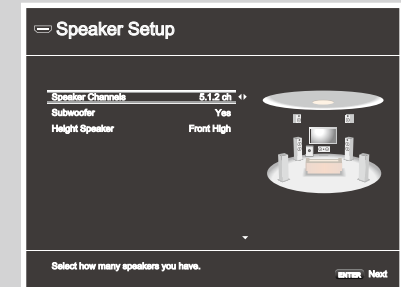 Speaker Setup
Speaker Channels 5.1.2 ch
Subwoofer Yes
Height Speaker Front High
Select how many speakers you have.
ENTER Next